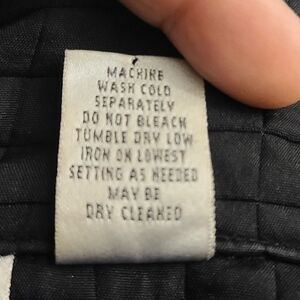 MACHINE
WASH COLD
SEPARATELY
DO NOT BLEACH
TUMBLE DRY LOW
IRON ON LOWEST
SETTING AS NEEDED
MAY BE
DRY CLEANED